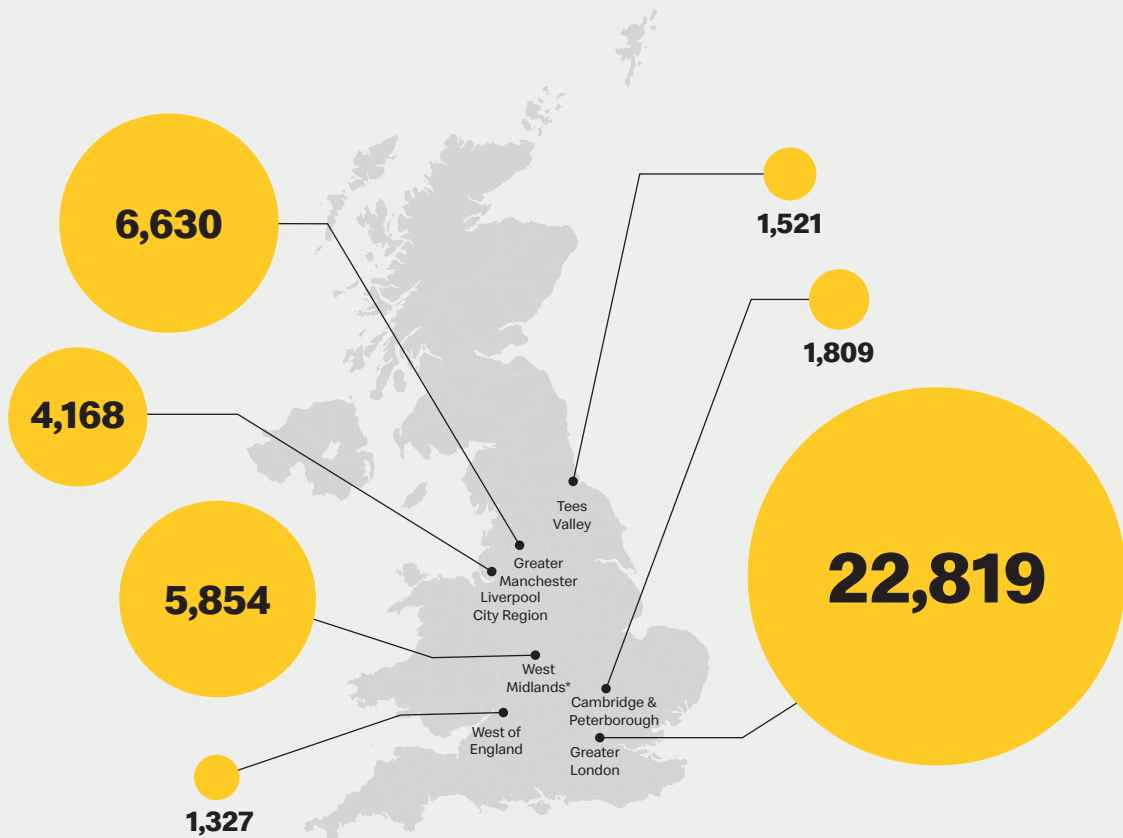 6,630
1,521
1,809
4,168
22,819
5,854
1,327
Tees
Valley
Greater
Manchester
Liverpool
City Region
West
Midlands*
Cambridge &
Peterborough
West of
England
Greater
London